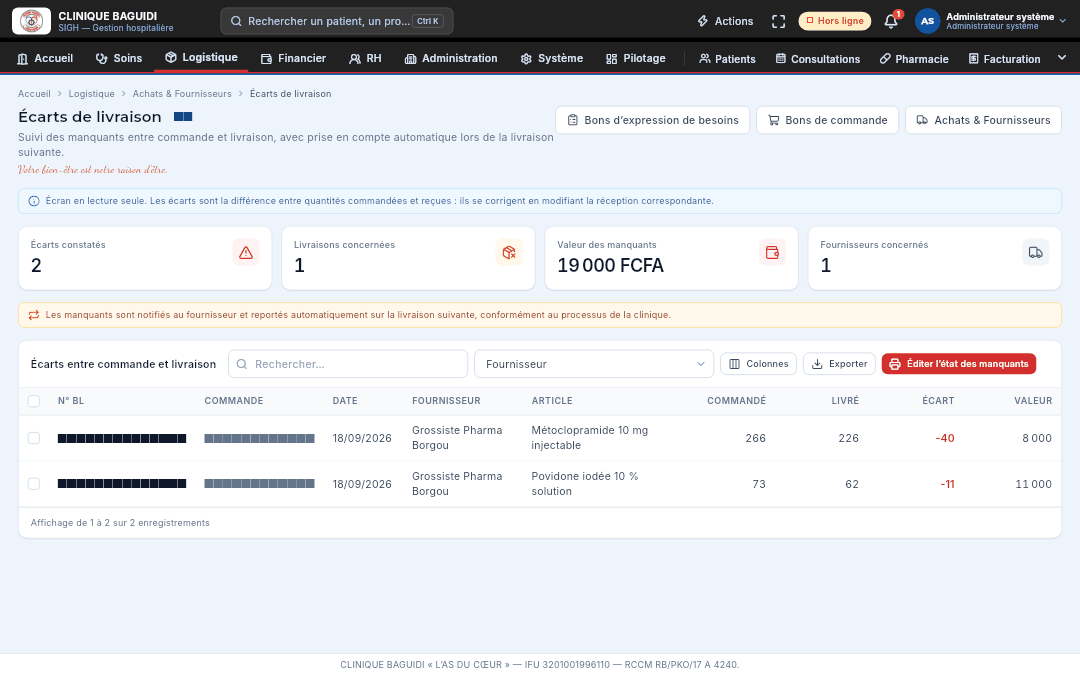 CLINIQUE BAGUIDI
SIGH — Gestion hospitalière
Rechercher un patient, un pro... Ctrl K
Actions
Hors ligne
1
AS
Administrateur système
Administrateur système
Accueil
Soins
Logistique
Financier
RH
Administration
Système
Pilotage
Patients
Consultations
Pharmacie
Facturation
Accueil > Logistique > Achats & Fournisseurs > Écarts de livraison
Écarts de livraison
Suivi des manquants entre commande et livraison, avec prise en compte automatique lors de la livraison
suivante.
Votre bien-être est notre raison d'être.
Bons d'expression de besoins
Bons de commande
Achats & Fournisseurs
Écran en lecture seule. Les écarts sont la différence entre quantités commandées et reçues : ils se corrigent en modifiant la réception correspondante.
Écarts constatés
2
Livraisons concernées
1
Valeur des manquants
19 000 FCFA
Fournisseurs concernés
1
Les manquants sont notifiés au fournisseur et reportés automatiquement sur la livraison suivante, conformément au processus de la clinique.
Écarts entre commande et livraison
Rechercher...
Fournisseur
Colonnes
Exporter
Éditer l'état des manquants
N° BL COMMANDE DATE FOURNISSEUR ARTICLE COMMANDÉ LIVRÉ ÉCART VALEUR
18/09/2026 Grossiste Pharma Borgou Métoclopramide 10 mg injectable 266 226 -40 8 000
18/09/2026 Grossiste Pharma Borgou Povidone iodée 10 % solution 73 62 -11 11 000
Affichage de 1 à 2 sur 2 enregistrements
CLINIQUE BAGUIDI « L'AS DU CŒUR » — IFU 3201001996110 — RCCM RB/PKO/17 A 4240.